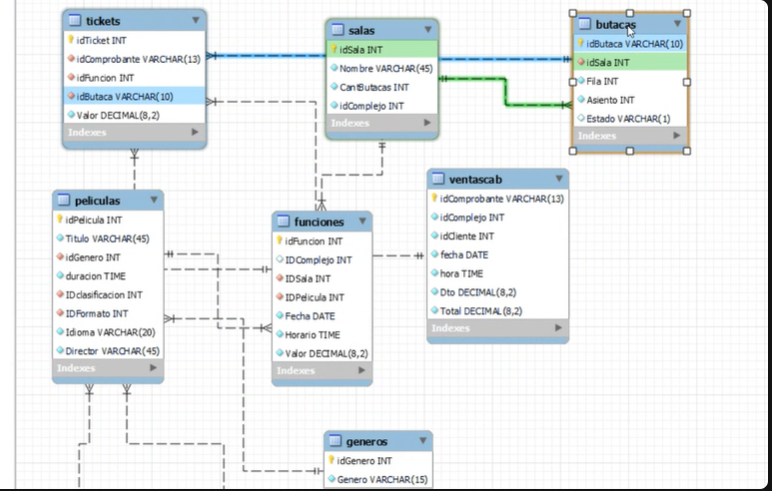 tickets
idTicket INT
idComprobante VARCHAR(13)
idFuncion INT
idButaca VARCHAR(10)
Valor DECIMAL(8,2)
Indexes
salas
idSala INT
Nombre VARCHAR(45)
CantButacas INT
idComplejo INT
Indexes
butacas
idButaca VARCHAR(10)
idSala INT
Fila INT
Asiento INT
Estado VARCHAR(1)
Indexes
peliculas
idPelicula INT
Titulo VARCHAR(45)
idGenero INT
duracion TIME
IDclasificacion INT
IDFormato INT
Idioma VARCHAR(20)
Director VARCHAR(45)
Indexes
funciones
idFuncion INT
IDComplejo INT
IDSala INT
IDPelicula INT
Fecha DATE
Horario TIME
Valor DECIMAL(8,2)
Indexes
ventascab
idComprobante VARCHAR(13)
idComplejo INT
idCliente INT
fecha DATE
hora TIME
Dto DECIMAL(8,2)
Total DECIMAL(8,2)
Indexes
generos
idGenero INT
Genero VARCHAR(15)